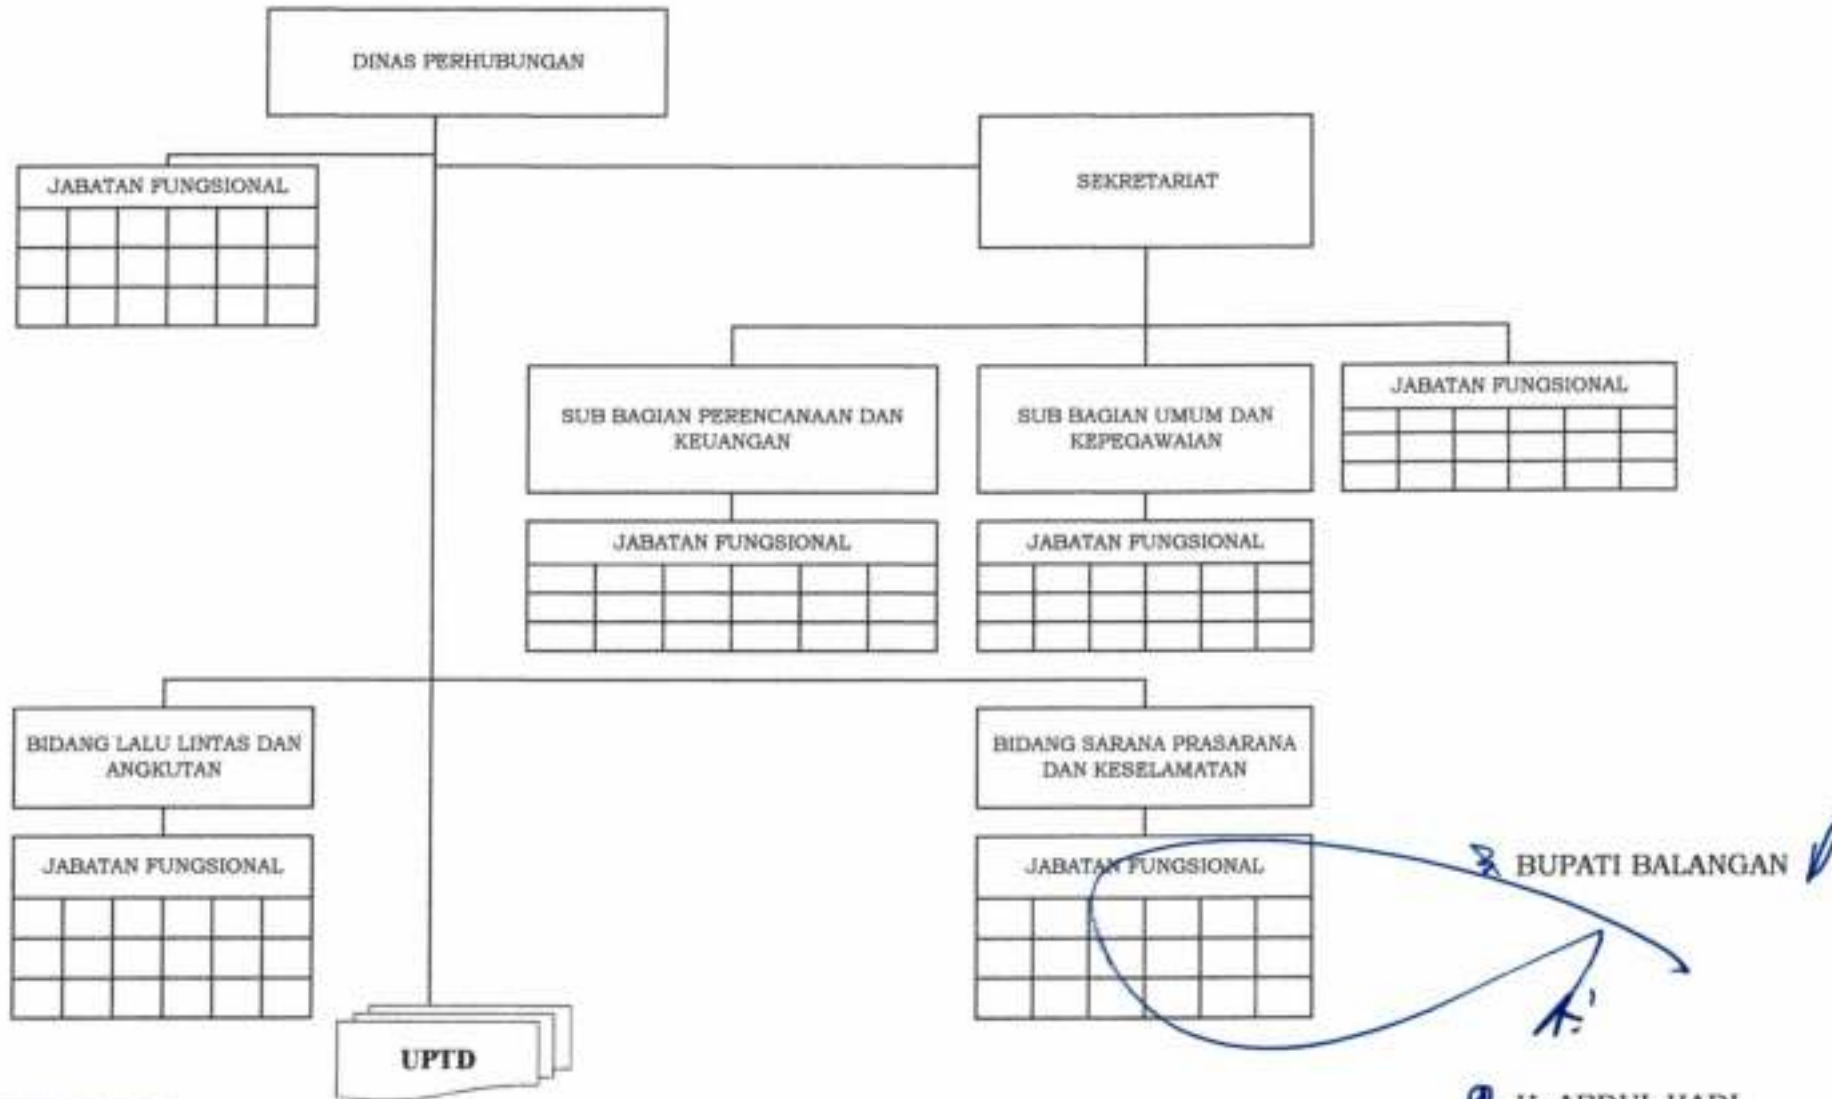 DINAS PERHUBUNGAN
JABATAN FUNGSIONAL
SEKRETARIAT
SUB BAGIAN PERENCANAAN DAN
KEUANGAN
SUB BAGIAN UMUM DAN
KEPEGAWAIAN
JABATAN FUNGSIONAL
JABATAN FUNGSIONAL
JABATAN FUNGSIONAL
BIDANG LALU LINTAS DAN
ANGKUTAN
BIDANG SARANA PRASARANA
DAN KESELAMATAN
JABATAN FUNGSIONAL
JABATAN FUNGSIONAL
BUPATI BALANGAN
UPTD
H. ABDUL HADI